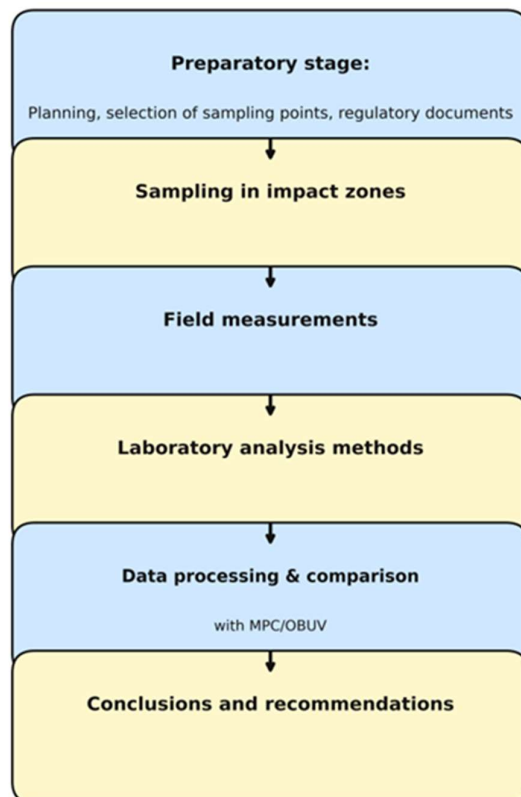 Preparatory stage:
Planning, selection of sampling points, regulatory documents
Sampling in impact zones
Field measurements
Laboratory analysis methods
Data processing & comparison
with MPC/OBUV
Conclusions and recommendations